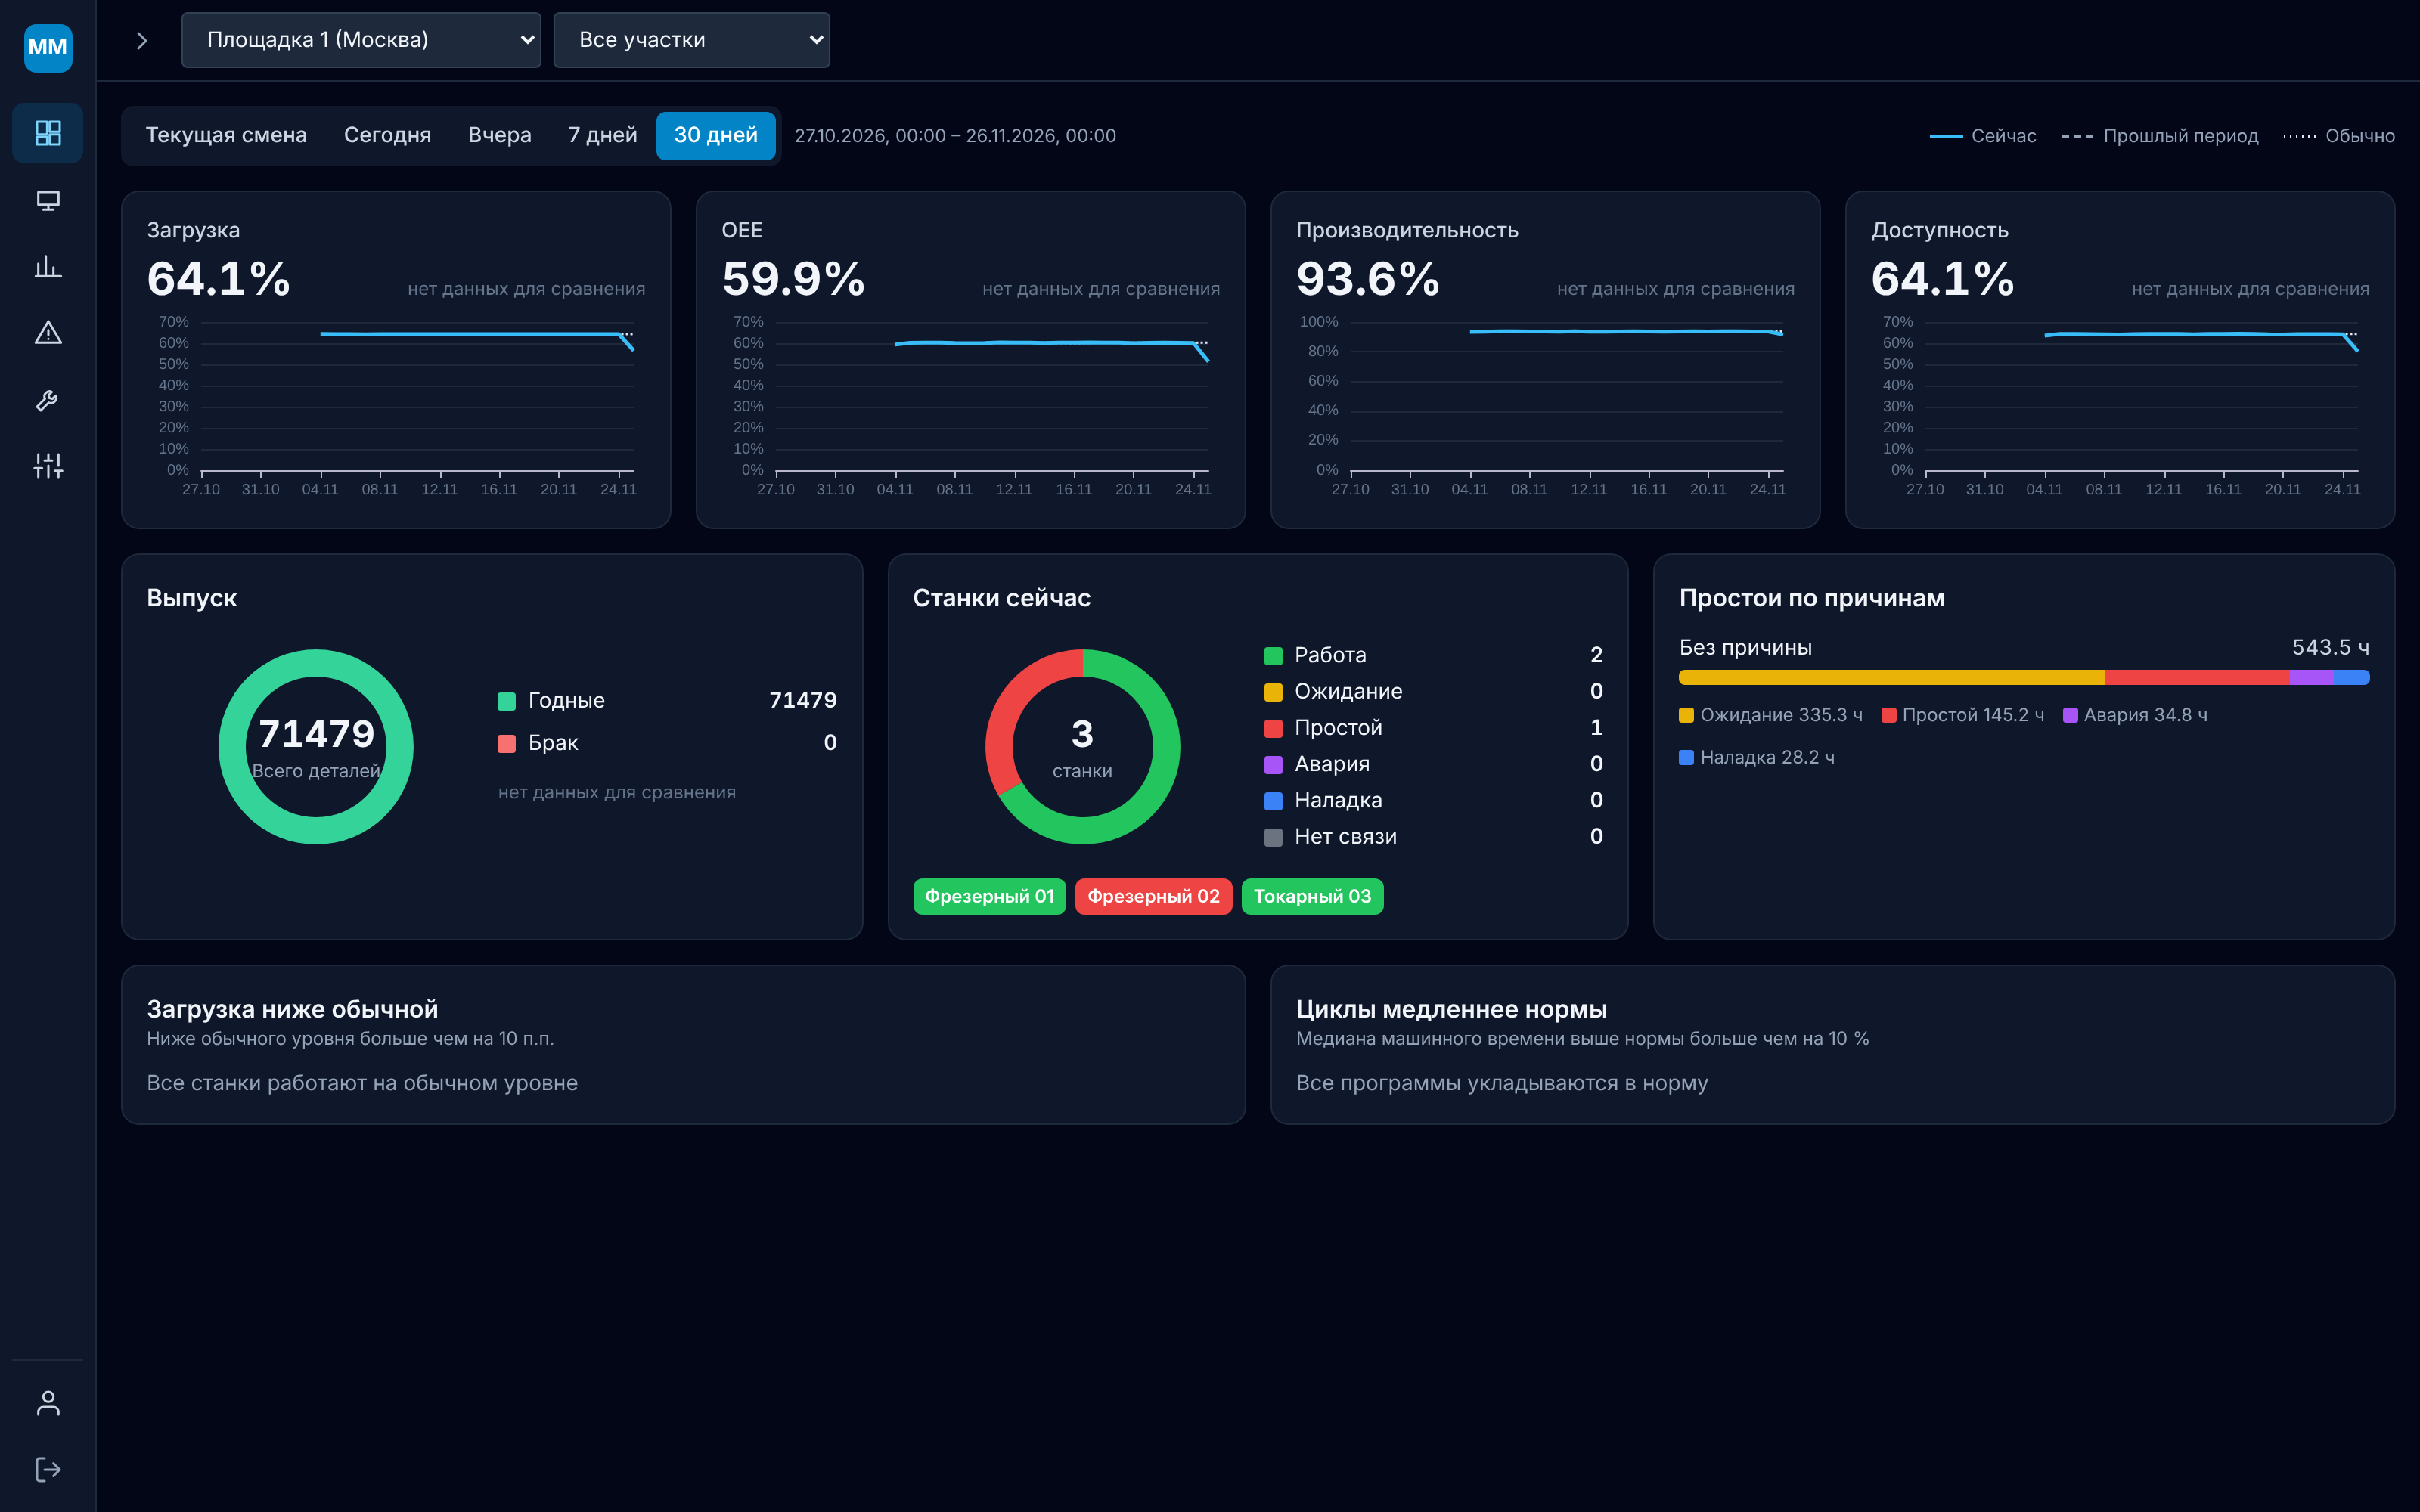 MM
Площадка 1 (Москва)
Все участки
Текущая смена
Сегодня
Вчера
7 дней
30 дней
27.10.2026, 00:00 – 26.11.2026, 00:00
Сейчас
Прошлый период
Обычно
Загрузка
64.1%
нет данных для сравнения
70%
60%
50%
40%
30%
20%
10%
0%
27.10 31.10 04.11 08.11 12.11 16.11 20.11 24.11
OEE
59.9%
нет данных для сравнения
70%
60%
50%
40%
30%
20%
10%
0%
27.10 31.10 04.11 08.11 12.11 16.11 20.11 24.11
Производительность
93.6%
нет данных для сравнения
100%
80%
60%
40%
20%
0%
27.10 31.10 04.11 08.11 12.11 16.11 20.11 24.11
Доступность
64.1%
нет данных для сравнения
70%
60%
50%
40%
30%
20%
10%
0%
27.10 31.10 04.11 08.11 12.11 16.11 20.11 24.11
Выпуск
71479
Всего деталей
Годные 71479
Брак 0
нет данных для сравнения
Станки сейчас
3
станки
Работа 2
Ожидание 0
Простой 1
Авария 0
Наладка 0
Нет связи 0
Фрезерный 01
Фрезерный 02
Токарный 03
Простои по причинам
Без причины 543.5 ч
Ожидание 335.3 ч Простой 145.2 ч Авария 34.8 ч
Наладка 28.2 ч
Загрузка ниже обычной
Ниже обычного уровня больше чем на 10 п.п.
Все станки работают на обычном уровне
Циклы медленнее нормы
Медиана машинного времени выше нормы больше чем на 10 %
Все программы укладываются в норму